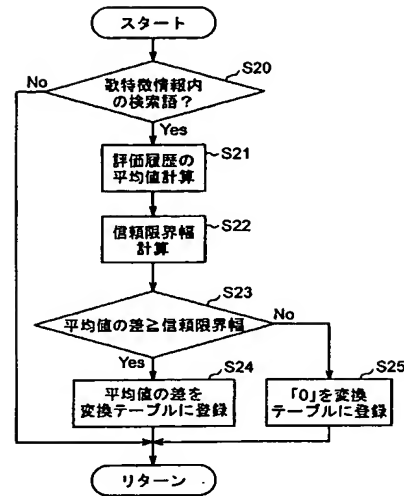 スタート
S20
No
歌特徴情報内
の検索語？
Yes
S21
評価履歴の
平均値計算
S22
信頼限界幅
計算
S23
平均値の差≧信頼限界幅
No
Yes
S24
平均値の差を
変換テーブルに登録
S25
「0」を変換
テーブルに登録
リターン